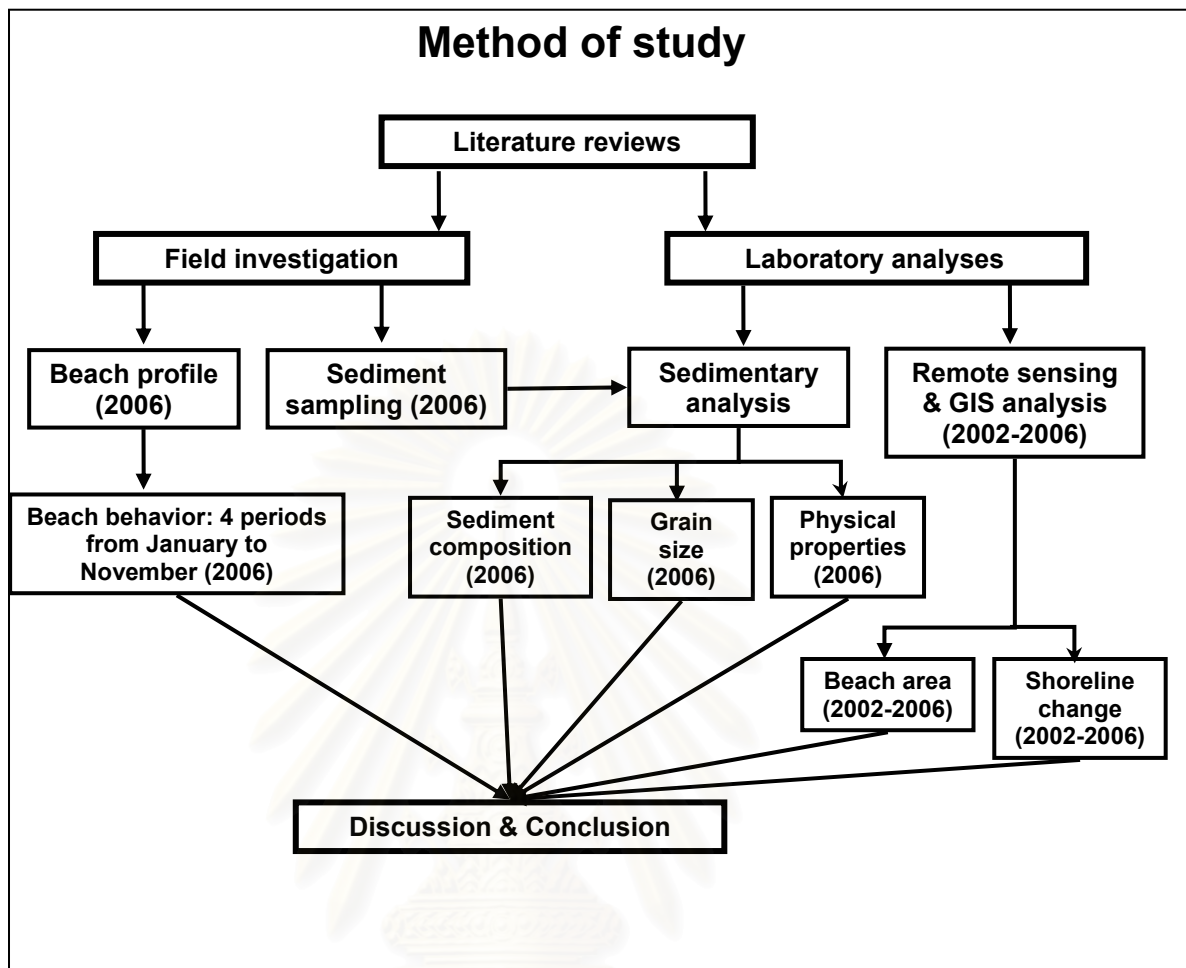 Method of study
Literature reviews
Field investigation
Laboratory analyses
Beach profile
(2006)
Sediment
sampling (2006)
Sedimentary
analysis
Remote sensing
& GIS analysis
(2002-2006)
Beach behavior: 4 periods
from January to
November (2006)
Sediment
composition
(2006)
Grain
size
(2006)
Physical
properties
(2006)
Beach area
(2002-2006)
Shoreline
change
(2002-2006)
Discussion & Conclusion